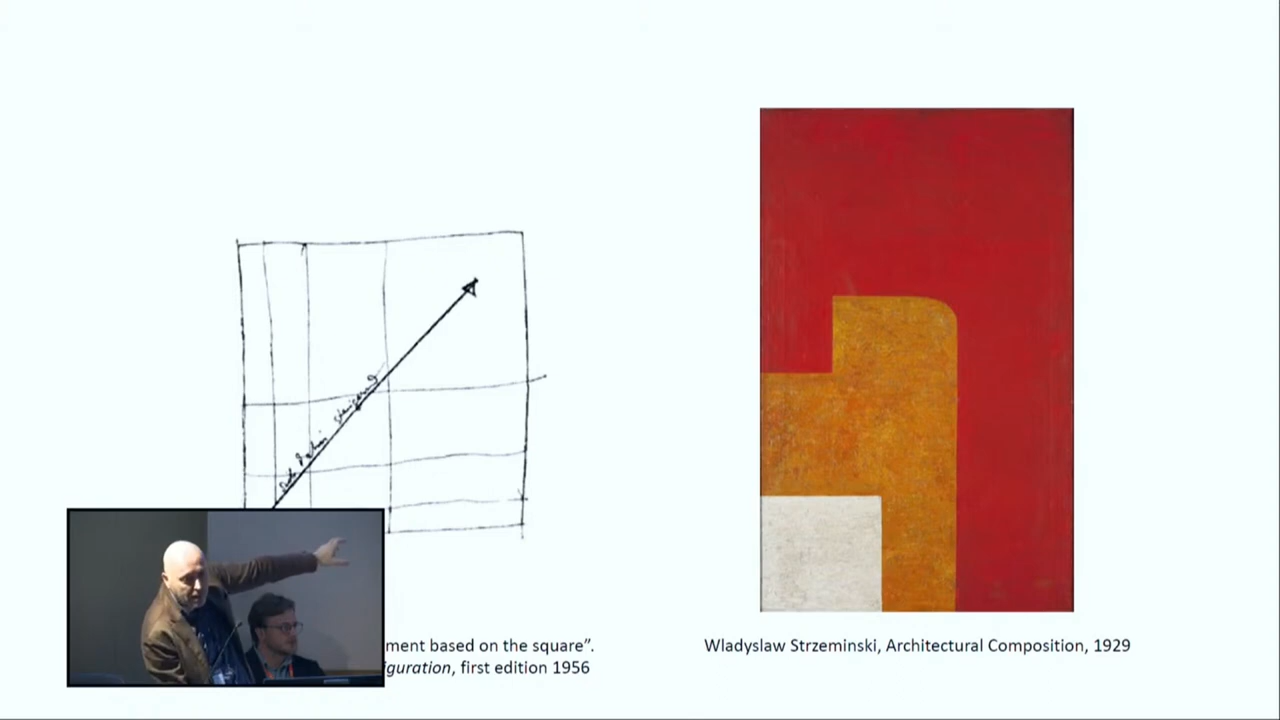 ment based on the square”.
iguration, first edition 1956
Wladyslaw Strzeminski, Architectural Composition, 1929